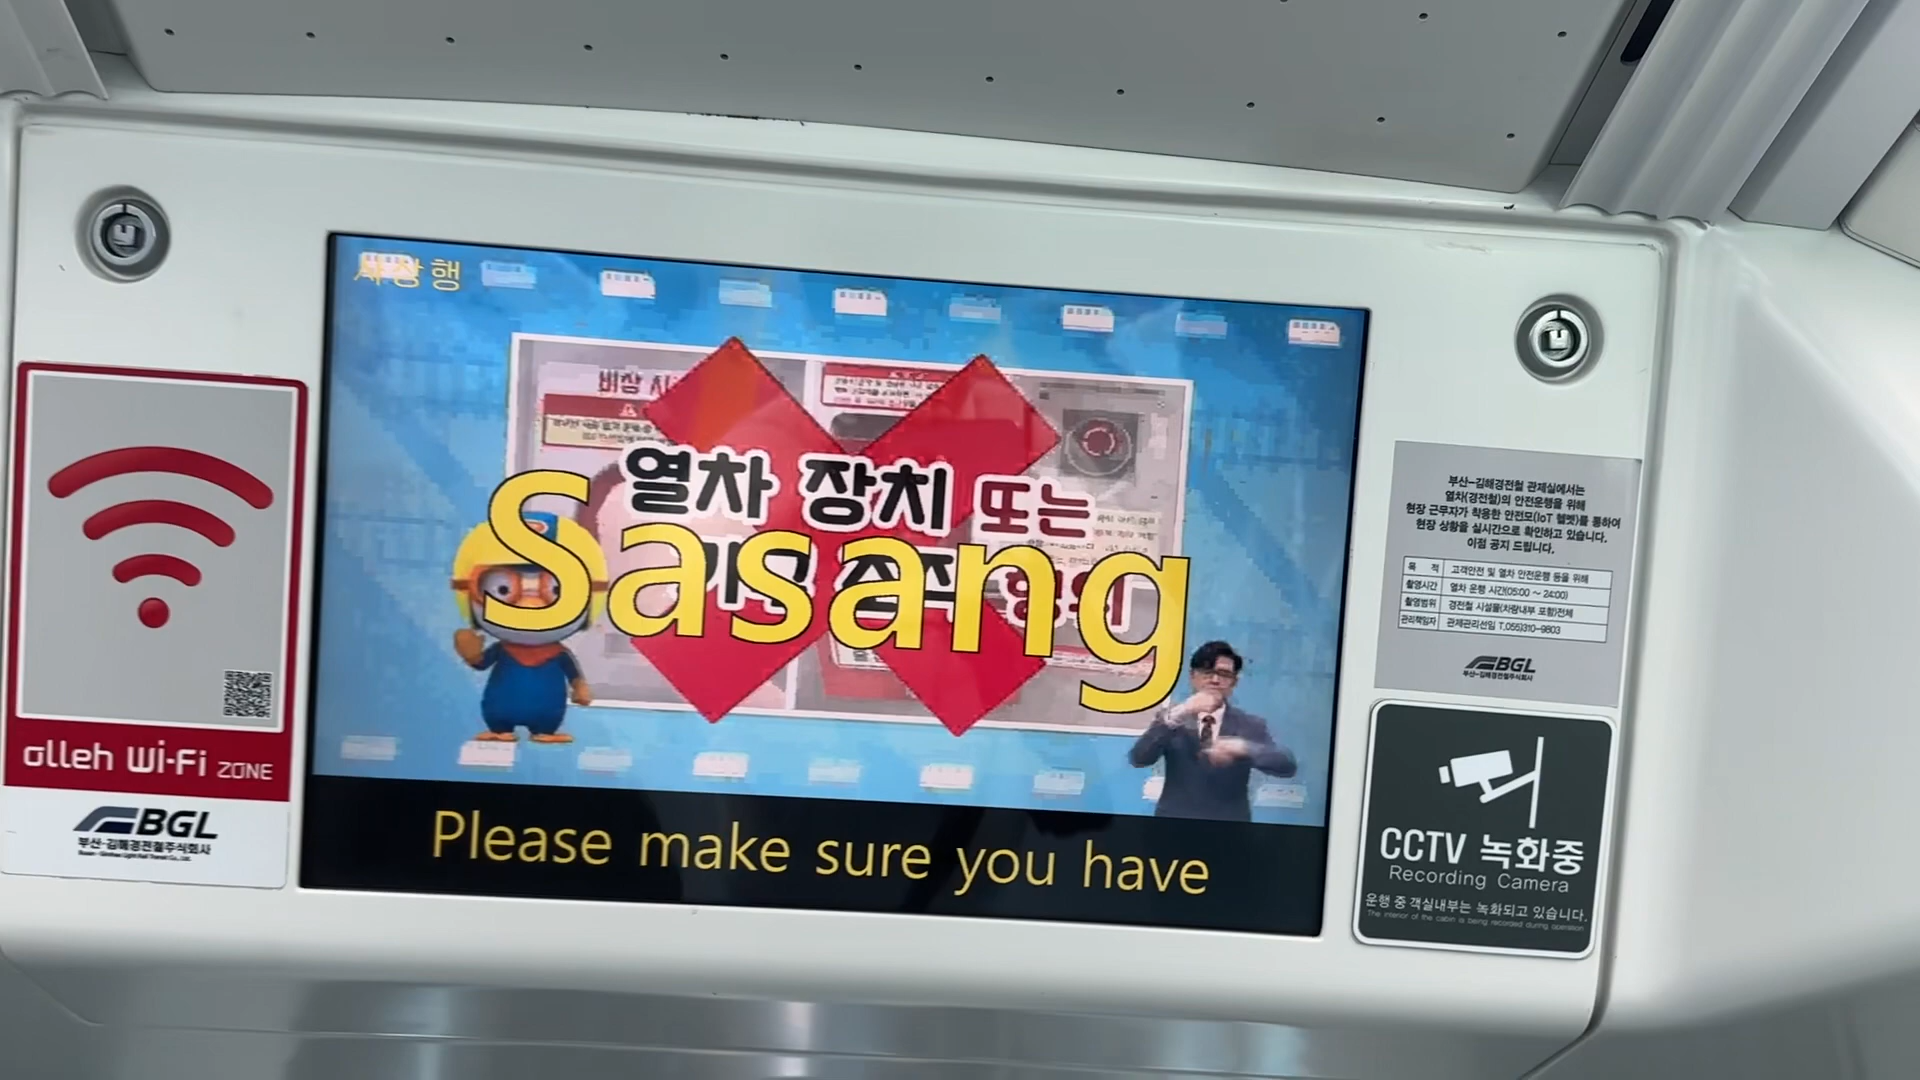 사상행
비상
열차 장치 또는
Sasang
Please make sure you have
olleh Wi-Fi ZONE
BGL
부산-김해경전철주식회사
부산-김해경전철 관제실에서는
열차(경전철)의 안전운행을 위해
현장 근무자가 착용한 안전모(IoT 헬멧)를 통하여
현장 상황을 실시간으로 확인하고 있습니다.
이점 공지 드립니다.
목 적 고객안전 및 열차 안전운행 등을 위해
촬영시간 열차 운행 시간(05:00 ~ 24:00)
촬영범위 경전철 시설물(차량내부 포함)전체
관리책임자 관제관리선임 T.055)310-9803
BGL
부산-김해경전철주식회사
CCTV 녹화중
Recording Camera
운행 중 객실내부는 녹화되고 있습니다.
The interior of the cabin is being recorded during operation